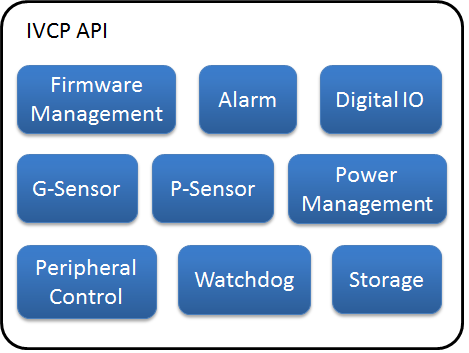 IVCP API
Firmware
Management
Alarm
Digital IO
G-Sensor
P-Sensor
Power
Management
Peripheral
Control
Watchdog
Storage